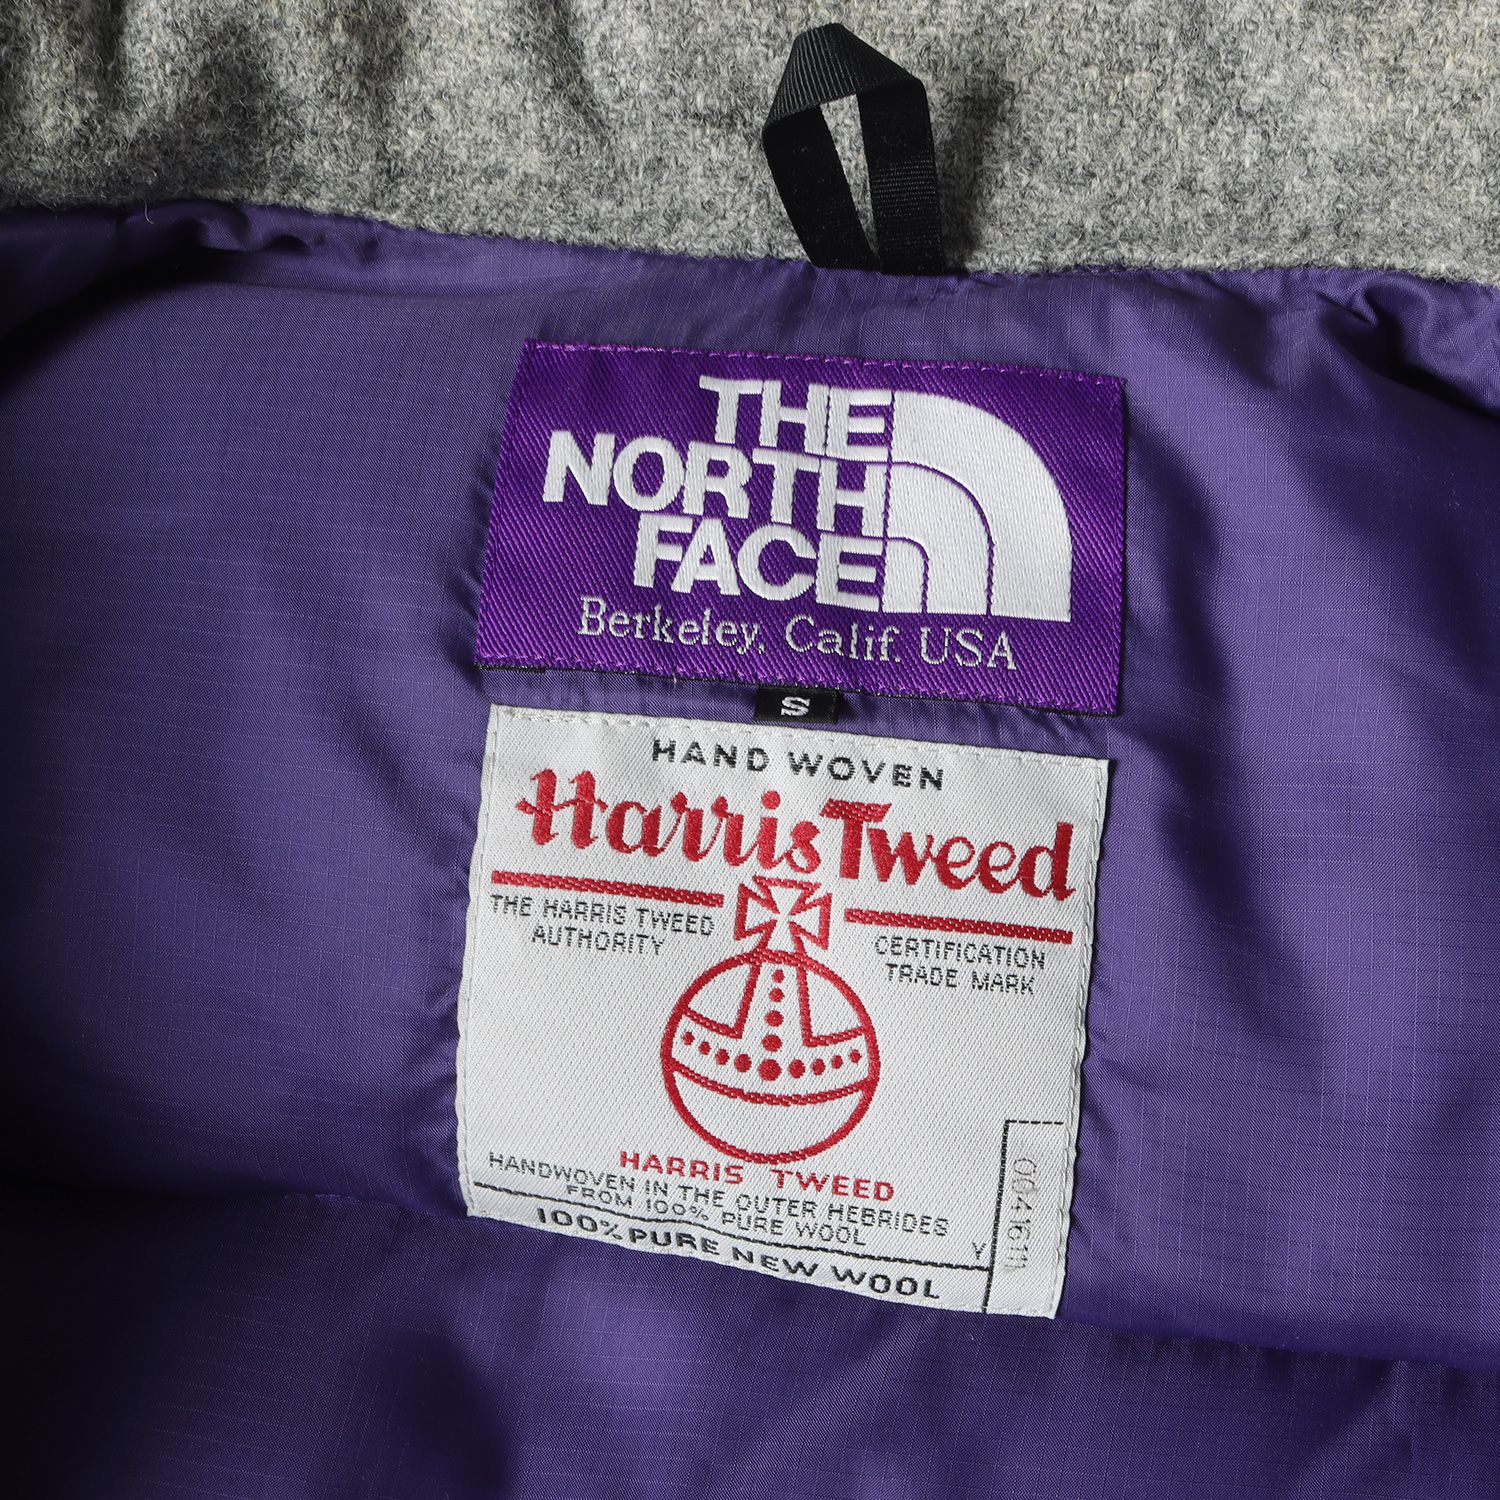 THE
NORTH
FACE
Berkeley, Calif. USA
S
HAND WOVEN
Harris Tweed
THE HARRIS TWEED
AUTHORITY
CERTIFICATION
TRADE MARK
HARRIS TWEED
HANDWOVEN IN THE OUTER HEBRIDES
FROM 100% PURE WOOL
100% PURE NEW WOOL
Y
0041611